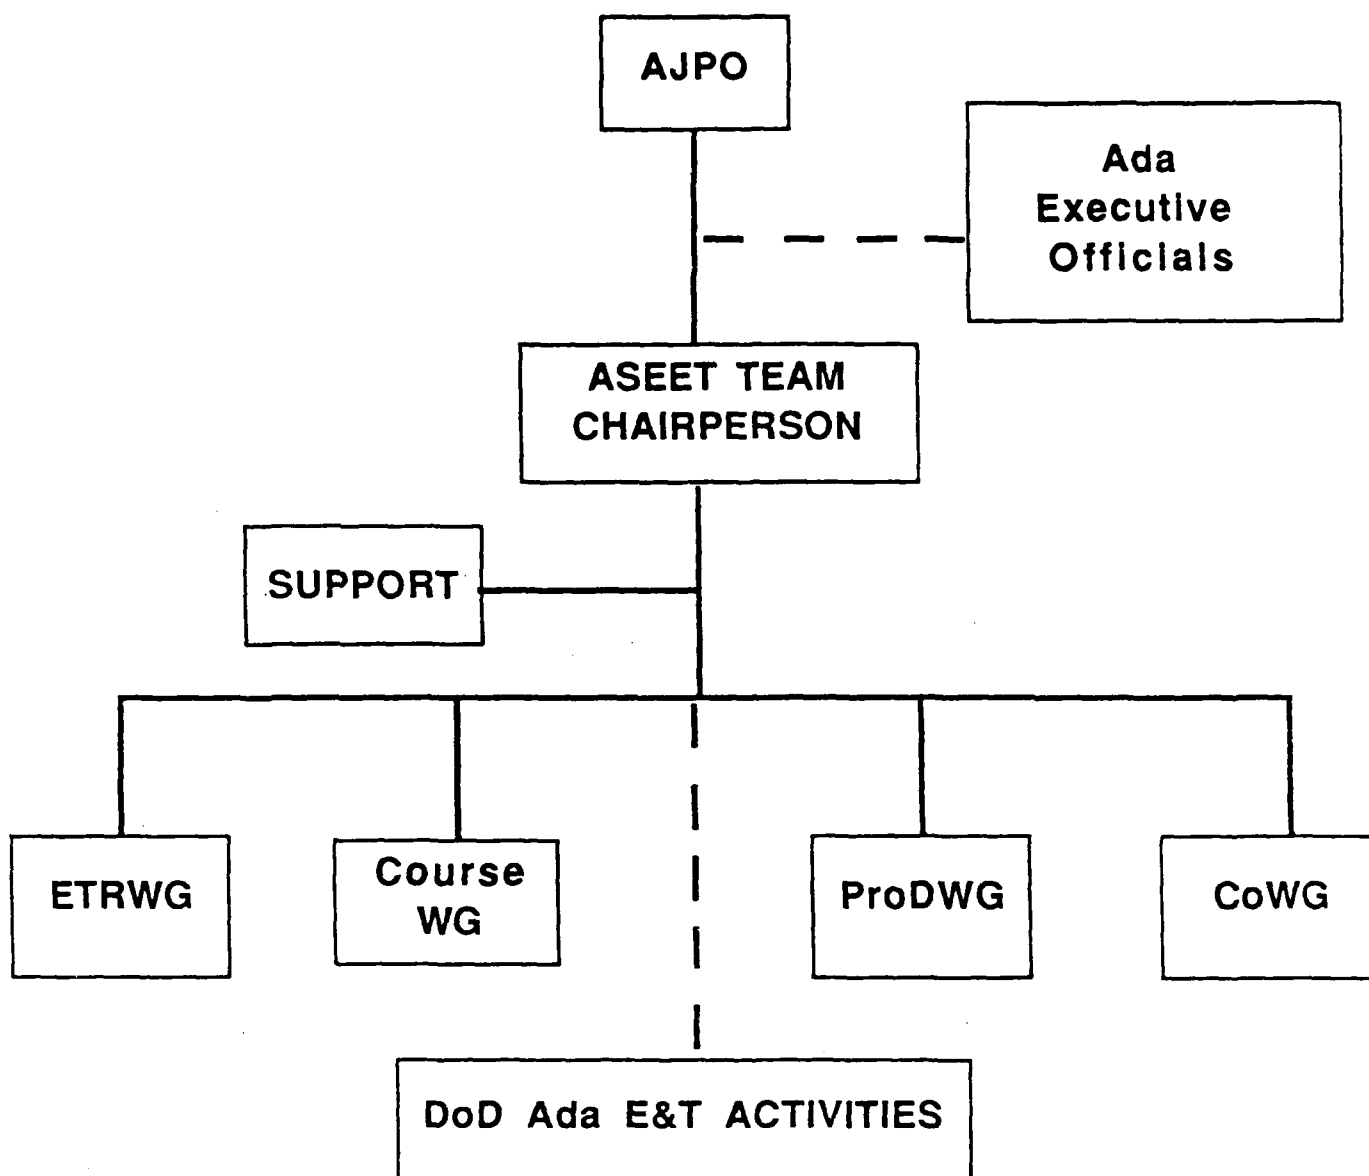 AJPO
Ada
Executive
Officials
ASEET TEAM
CHAIRPERSON
SUPPORT
ETRWG
Course
WG
ProDWG
CoWG
DoD Ada E&T ACTIVITIES